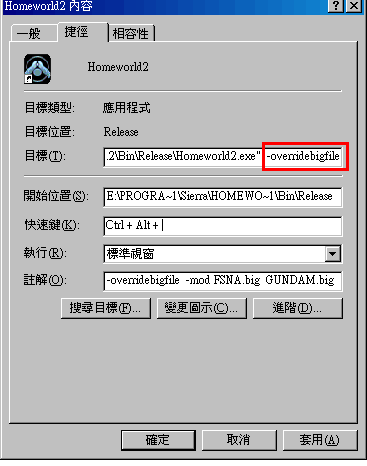 Homeworld2 內容
一般 捷徑 相容性
Homeworld2
目標類型: 應用程式
目標位置: Release
目標(T): .2\Bin\Release\Homeworld2.exe" -overridebigfile
開始位置(S): E:\PROGRA~1\Sierra\HOMEWO~1\Bin\Release
快速鍵(K): Ctrl + Alt +
執行(R): 標準視窗
註解(O): -overridebigfile -mod FSNA.big GUNDAM.big
搜尋目標(F)... 變更圖示(C)... 進階(D)...
確定 取消 套用(A)